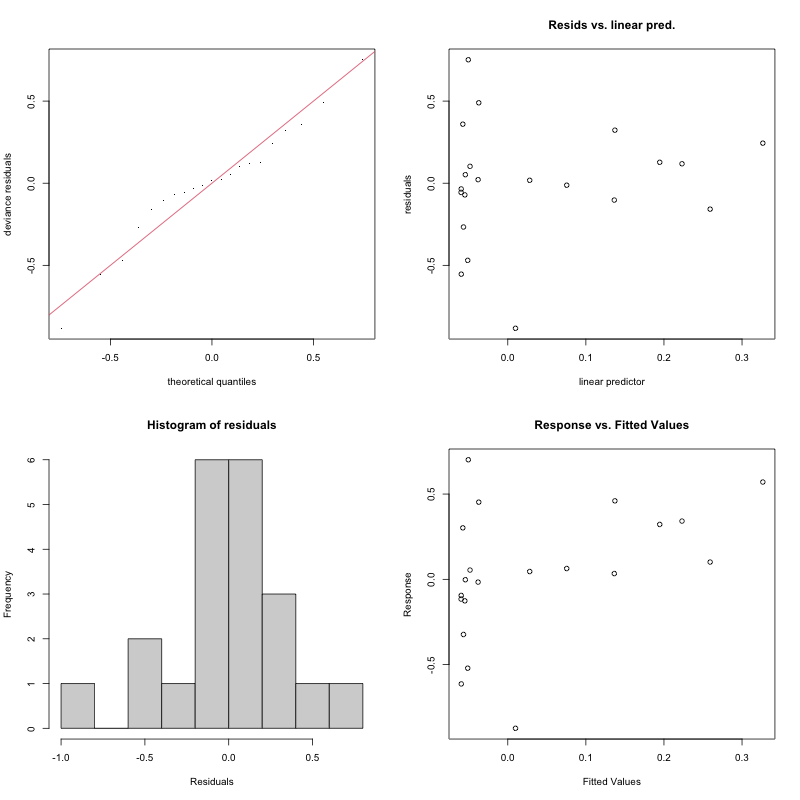 deviance residuals
0.5
0.0
-0.5
-0.5
0.0
0.5
theoretical quantiles
Resids vs. linear pred.
residuals
0.5
0.0
-0.5
0.0
0.1
0.2
0.3
linear predictor
Histogram of residuals
Frequency
6
5
4
3
2
1
0
-1.0
-0.5
0.0
0.5
Residuals
Response vs. Fitted Values
Response
0.5
0.0
-0.5
0.0
0.1
0.2
0.3
Fitted Values